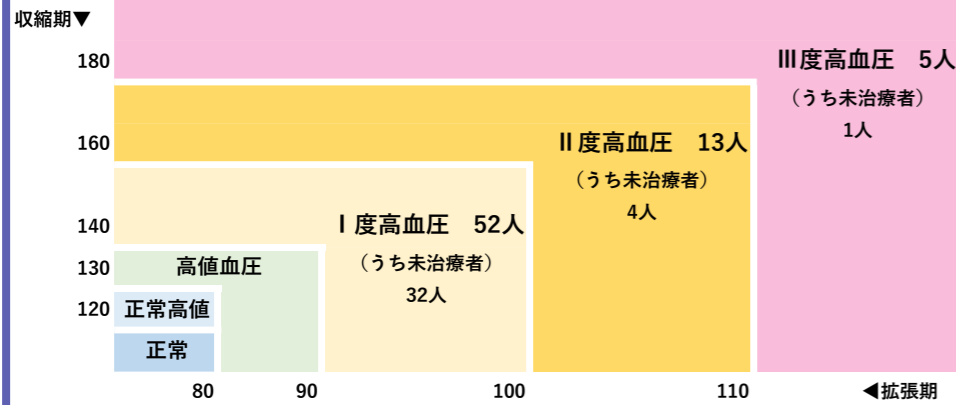 収縮期▼
180
Ⅲ度高血圧　5人
（うち未治療者）
1人
160
Ⅱ度高血圧　13人
（うち未治療者）
4人
140
Ⅰ度高血圧　52人
（うち未治療者）
32人
130
高値血圧
120
正常高値
正常
80
90
100
110
◀拡張期